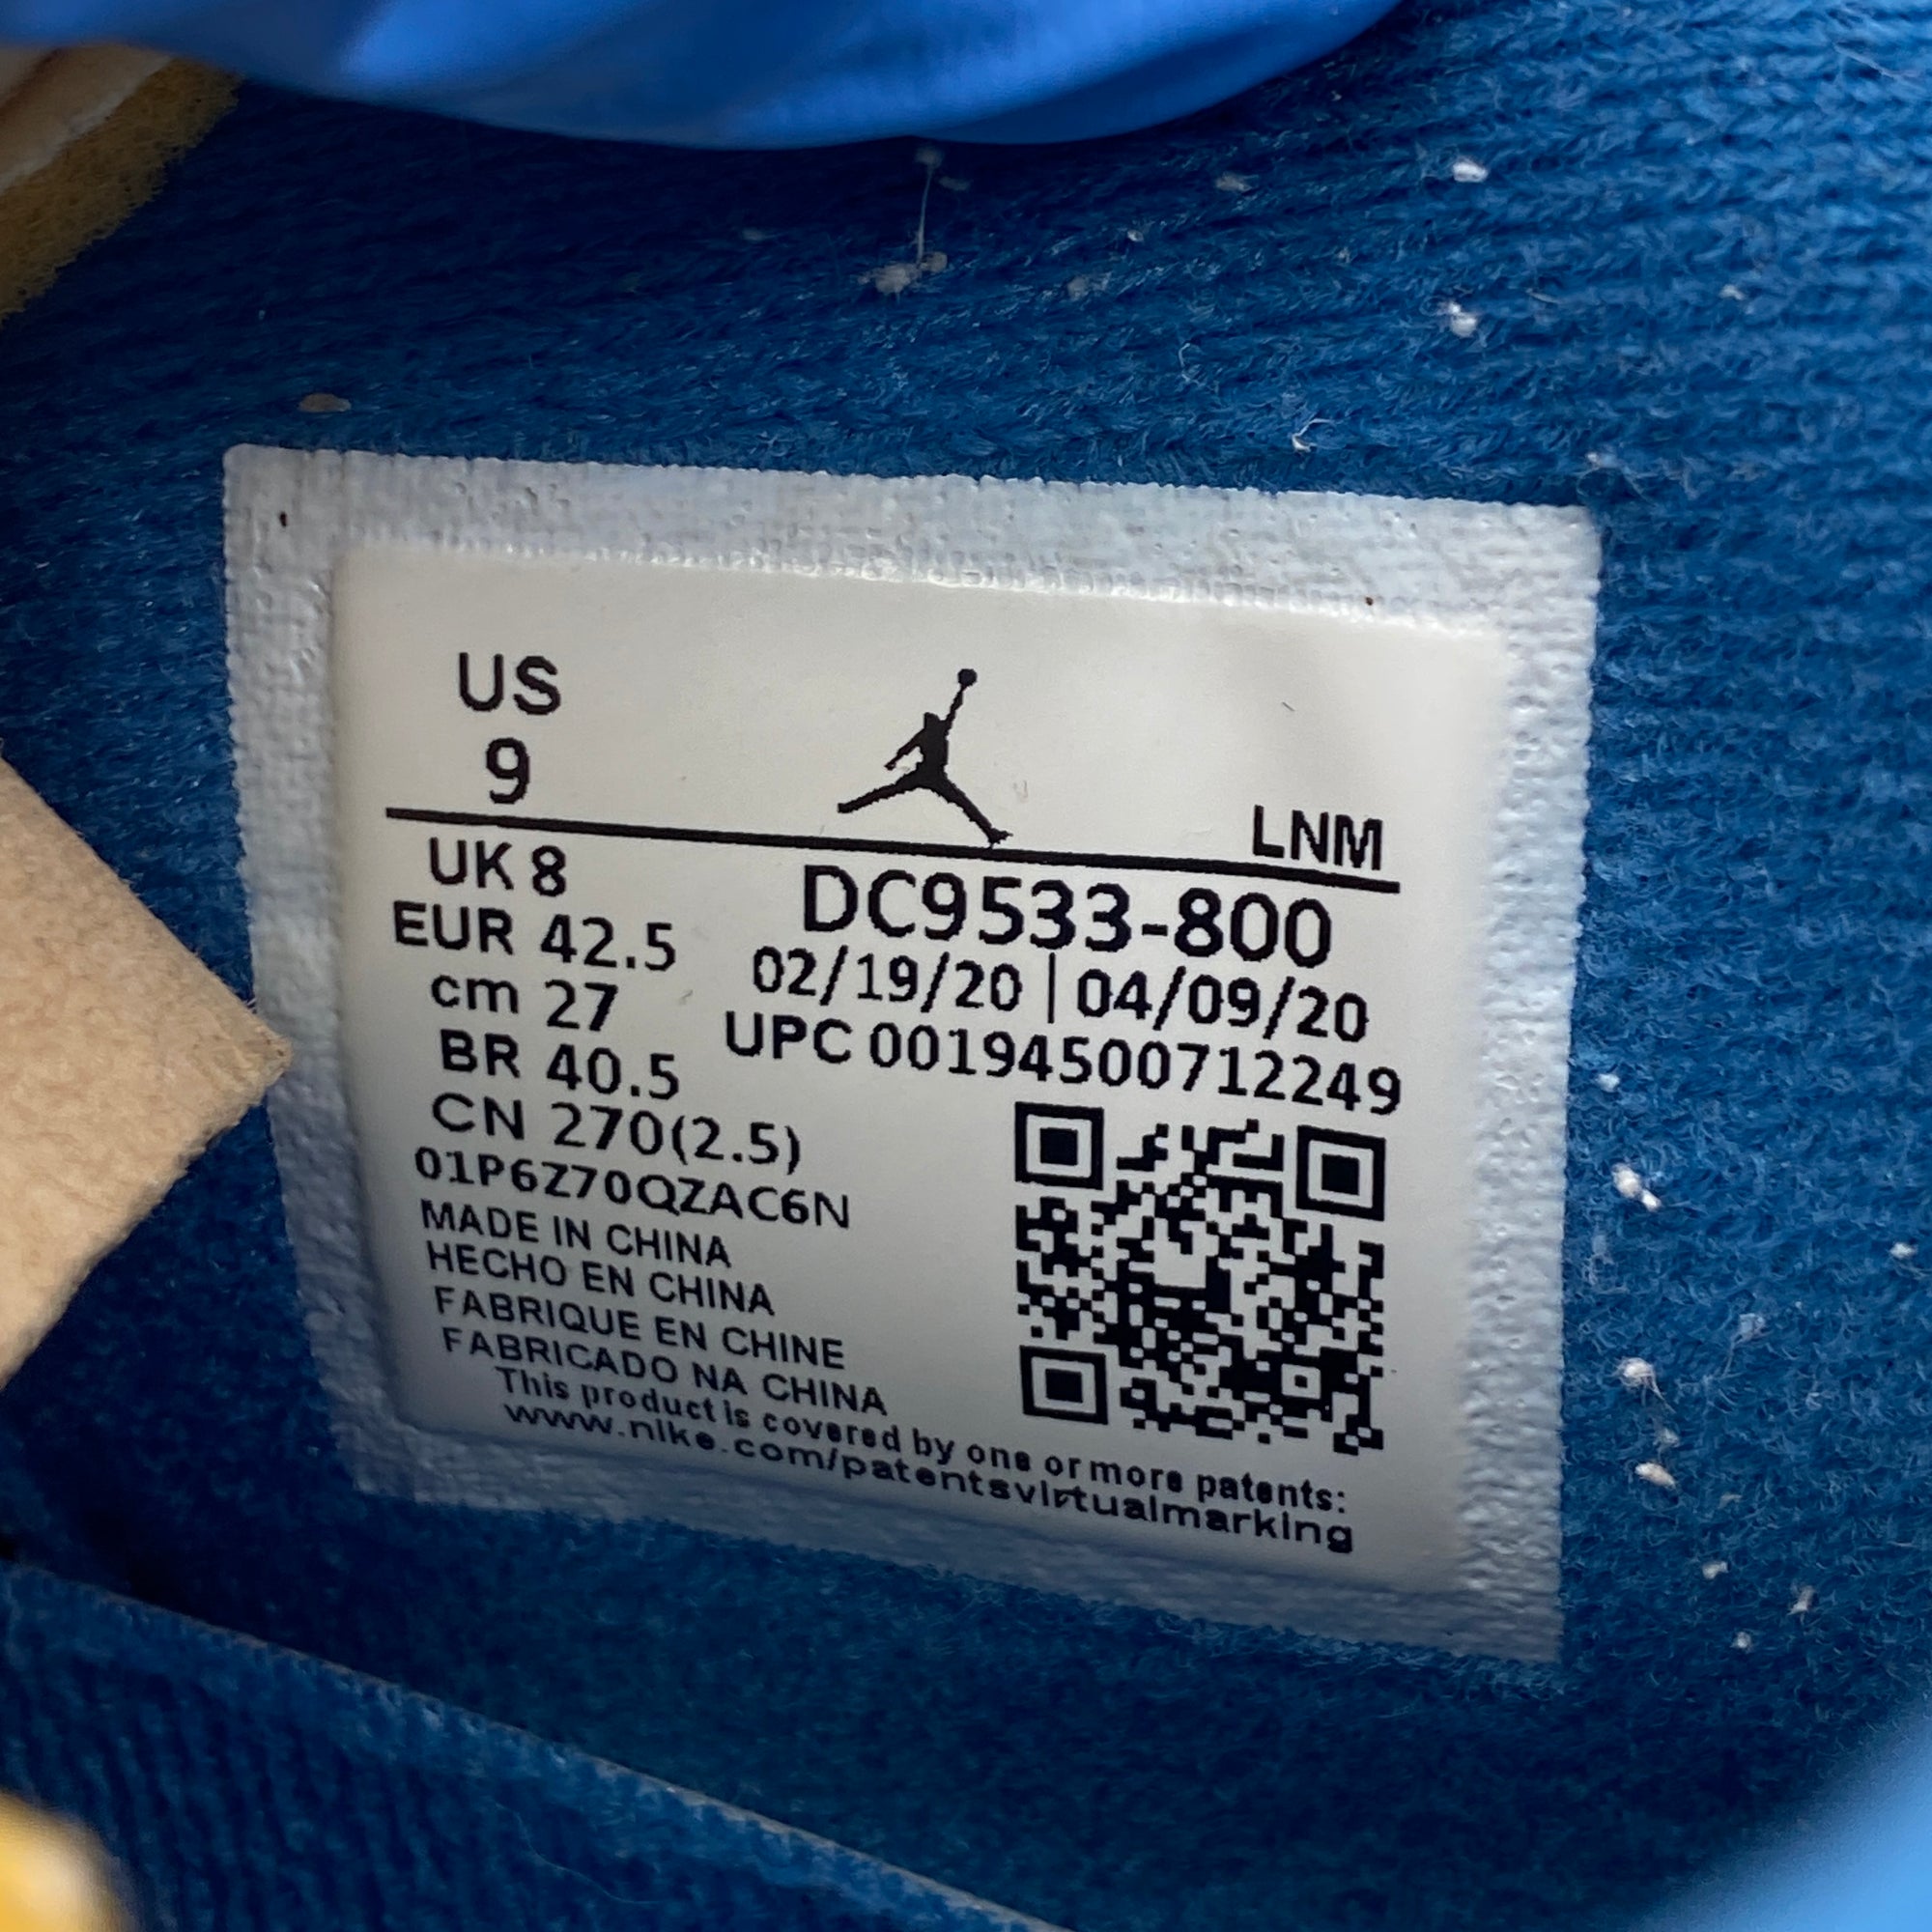 US
9
LNM
UK 8
EUR 42.5
cm 27
BR 40.5
CN 270(2.5)
DC9533-800
02/19/20 | 04/09/20
UPC 00194500712249
01P6Z70QZAC6N
MADE IN CHINA
HECHO EN CHINA
FABRIQUE EN CHINE
FABRICADO NA CHINA
This product is covered by one or more patents:
www.nike.com/patentsvirtualmarking